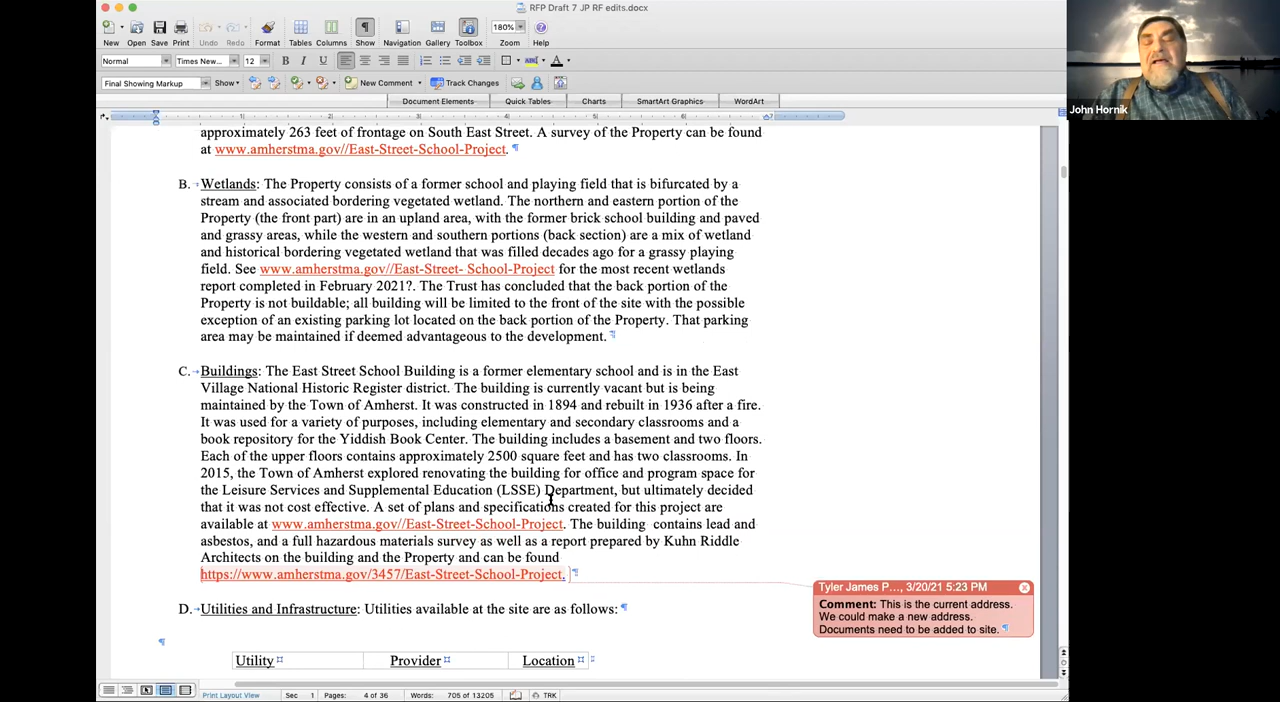 RFP Draft 7 JP RF edits.docx
180%
New Open Save Print Undo Redo Format Tables Columns Show Navigation Gallery Toolbox Zoom Help
Normal Times New... 12 B I U
Final Showing Markup Show New Comment Track Changes
Document Elements Quick Tables Charts SmartArt Graphics WordArt
John Hornik
approximately 263 feet of frontage on South East Street. A survey of the Property can be found
at www.amherstma.gov//East-Street-School-Project. ¶
B. Wetlands: The Property consists of a former school and playing field that is bifurcated by a
stream and associated bordering vegetated wetland. The northern and eastern portion of the
Property (the front part) are in an upland area, with the former brick school building and paved
and grassy areas, while the western and southern portions (back section) are a mix of wetland
and historical bordering vegetated wetland that was filled decades ago for a grassy playing
field. See www.amherstma.gov//East-Street- School-Project for the most recent wetlands
report completed in February 2021?. The Trust has concluded that the back portion of the
Property is not buildable; all building will be limited to the front of the site with the possible
exception of an existing parking lot located on the back portion of the Property. That parking
area may be maintained if deemed advantageous to the development. ¶
C. Buildings: The East Street School Building is a former elementary school and is in the East
Village National Historic Register district. The building is currently vacant but is being
maintained by the Town of Amherst. It was constructed in 1894 and rebuilt in 1936 after a fire.
It was used for a variety of purposes, including elementary and secondary classrooms and a
book repository for the Yiddish Book Center. The building includes a basement and two floors.
Each of the upper floors contains approximately 2500 square feet and has two classrooms. In
2015, the Town of Amherst explored renovating the building for office and program space for
the Leisure Services and Supplemental Education (LSSE) Department, but ultimately decided
that it was not cost effective. A set of plans and specifications created for this project are
available at www.amherstma.gov//East-Street-School-Project. The building contains lead and
asbestos, and a full hazardous materials survey as well as a report prepared by Kuhn Riddle
Architects on the building and the Property and can be found
https://www.amherstma.gov/3457/East-Street-School-Project. ¶
Tyler James P..., 3/20/21 5:23 PM
Comment: This is the current address.
We could make a new address.
Documents need to be added to site. ¶
D. Utilities and Infrastructure: Utilities available at the site are as follows: ¶
¶
Utility Provider Location
Print Layout View Sec 1 Pages: 4 of 36 Words: 705 of 13205 TRK